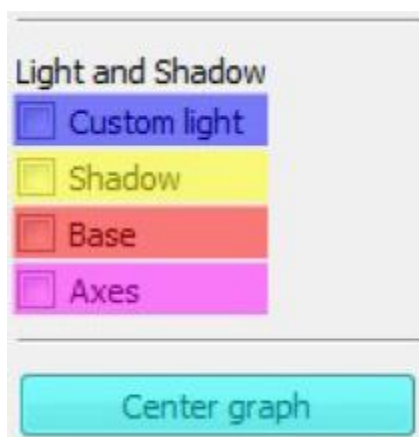 Light and Shadow
Custom light
Shadow
Base
Axes
Center graph